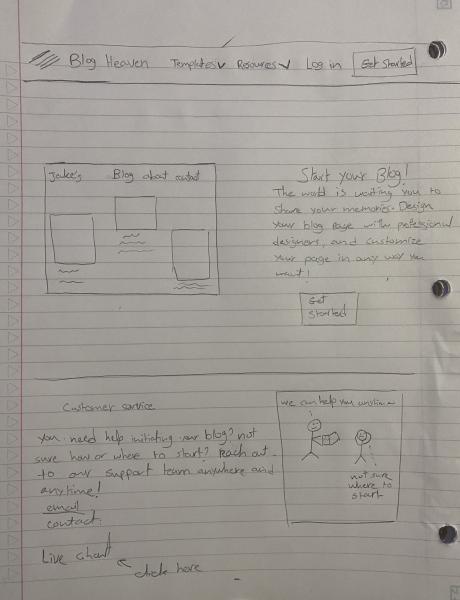 Blog Heaven Templates Resources Log in Get Started
Jake's Blog about contact
Start your Blog!
The world is waiting you to
share your memories. Design
your blog page with professional
designers, and customize
your page in any way you
want!
Get
Started
Customer service
you need help initiating your blog? not
sure how or where to start? Reach out
to our support team anywhere and
anytime!
email
contact
Live chat
click here
we can help you
not sure
where to
start